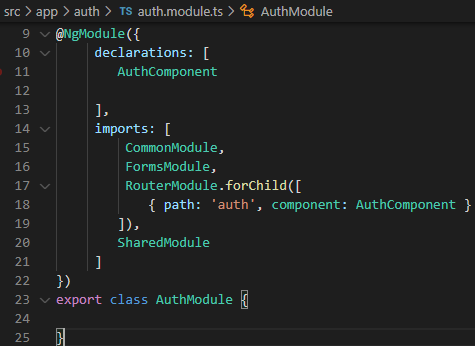 src > app > auth > TS auth.module.ts > AuthModule
9 @NgModule({
10 declarations: [
11 AuthComponent
12
13 ],
14 imports: [
15 CommonModule,
16 FormsModule,
17 RouterModule.forChild([
18 { path: 'auth', component: AuthComponent }
19 ]),
20 SharedModule
21 ]
22 })
23 export class AuthModule {
24
25 }